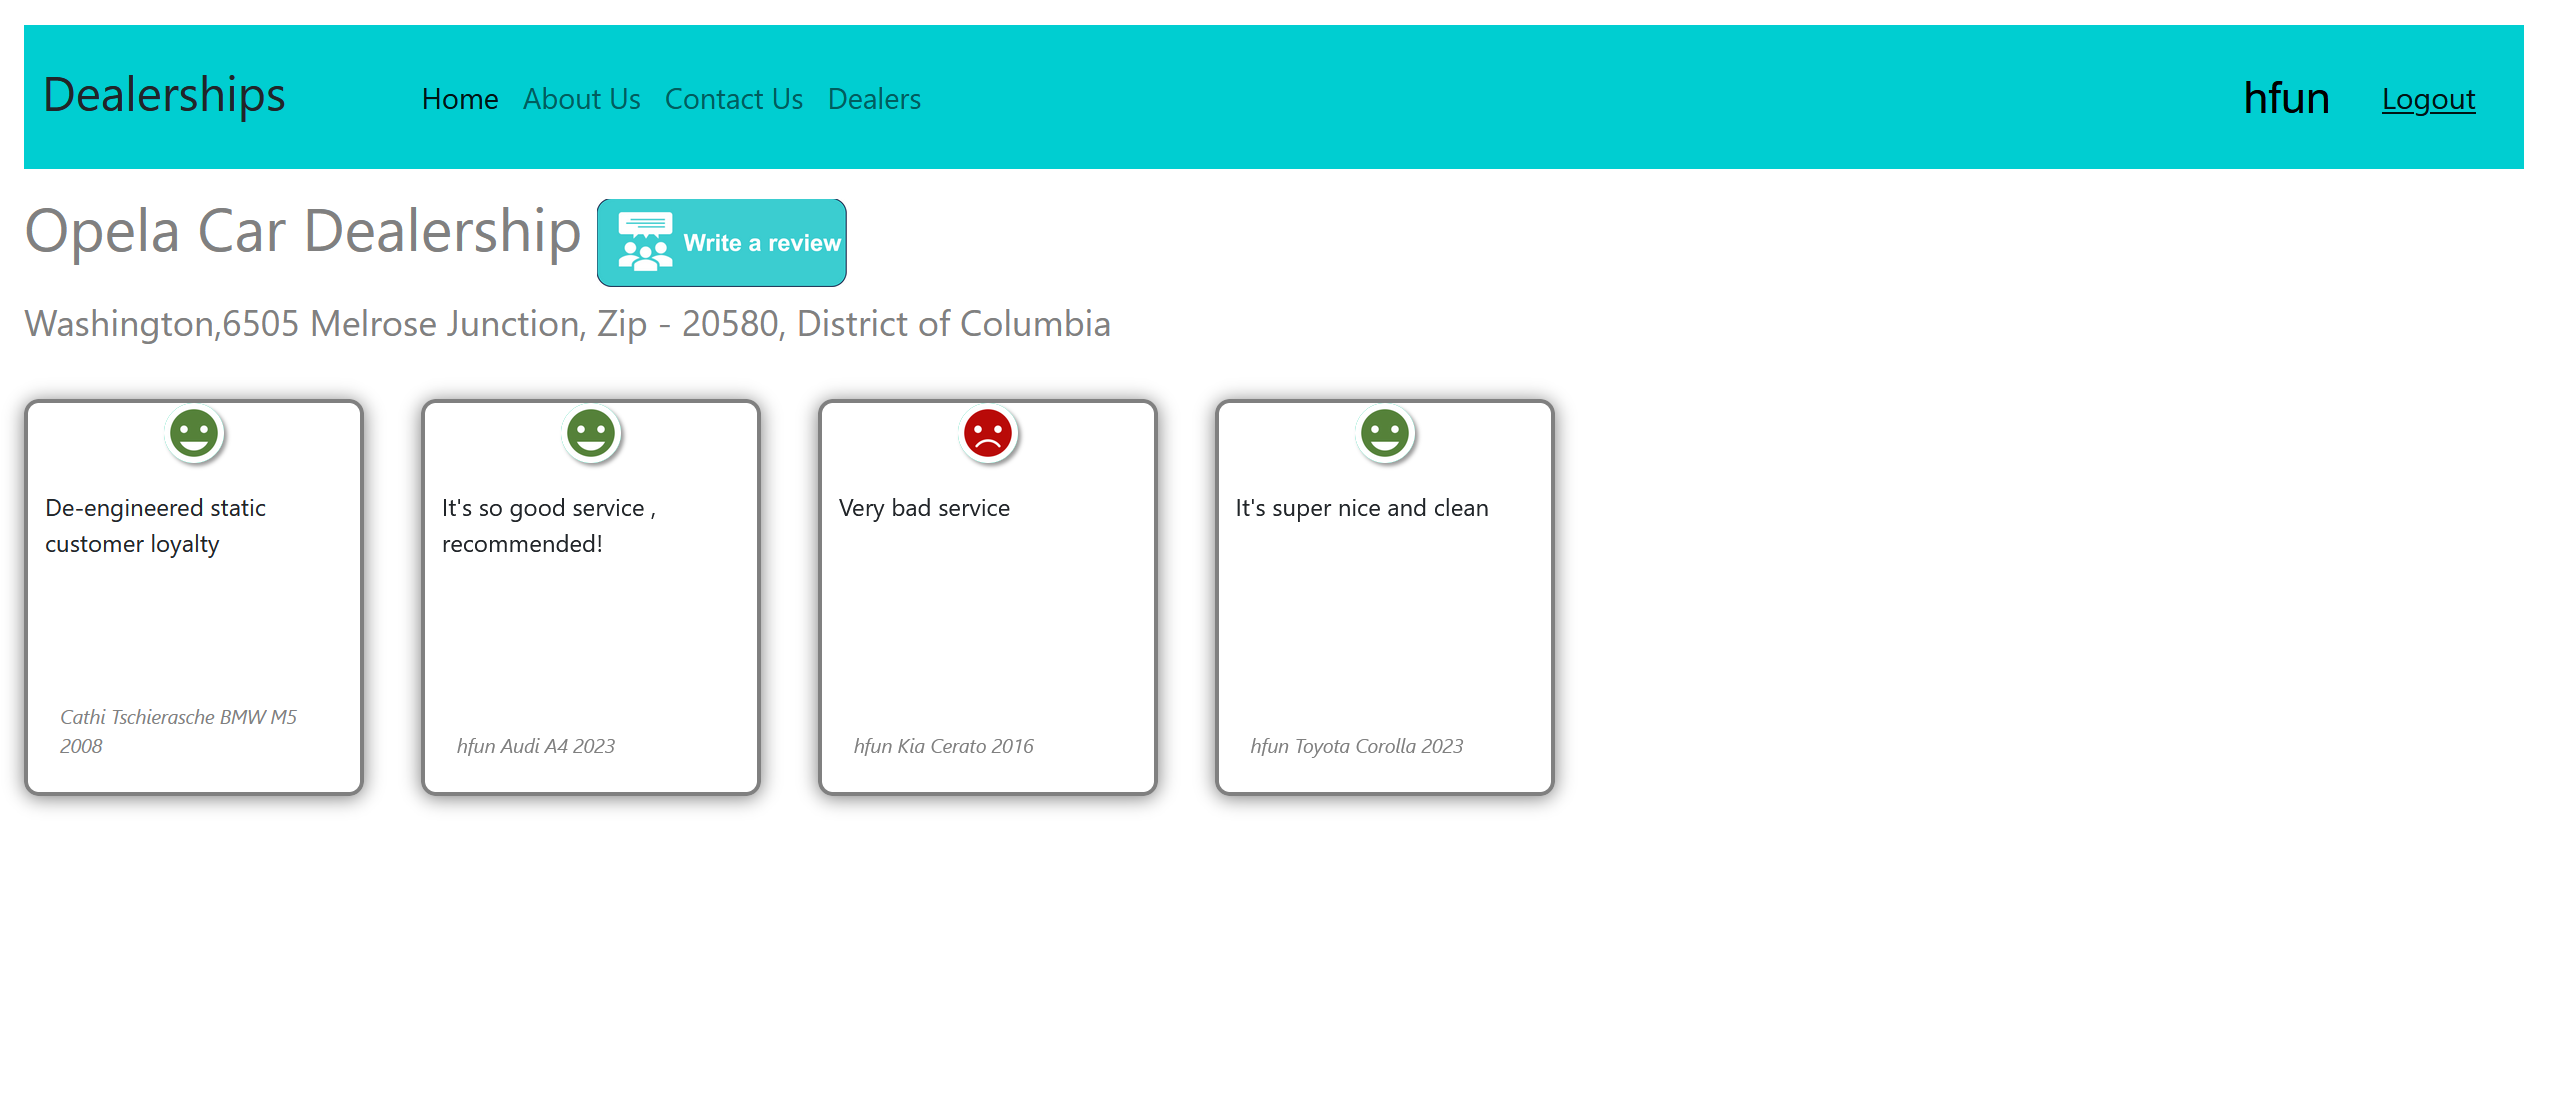 Dealerships
Home About Us Contact Us Dealers
hfun Logout
Opela Car Dealership
Write a review
Washington,6505 Melrose Junction, Zip - 20580, District of Columbia
De-engineered static
customer loyalty
Cathi Tschierasche BMW M5
2008
It's so good service ,
recommended!
hfun Audi A4 2023
Very bad service
hfun Kia Cerato 2016
It's super nice and clean
hfun Toyota Corolla 2023